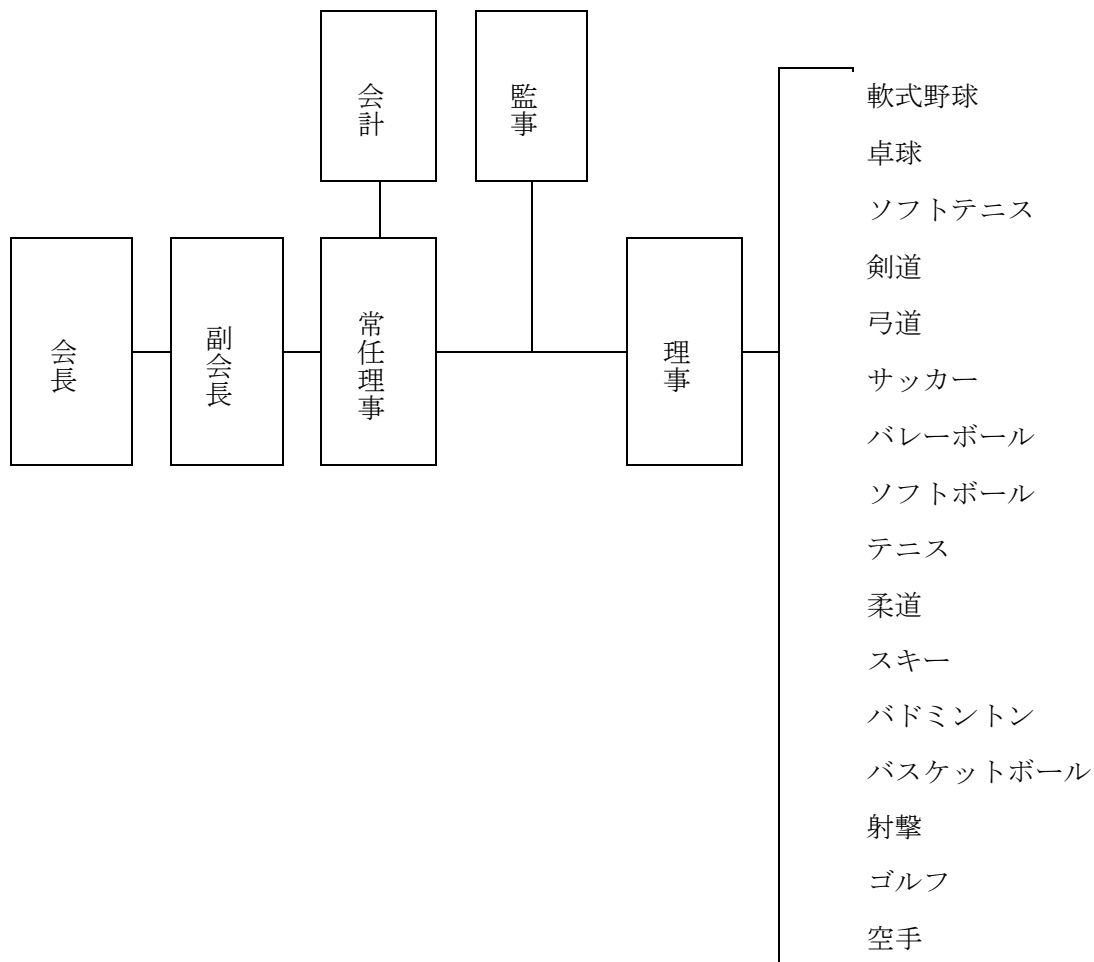 会計
監事
会長
副会長
常任理事
理事
軟式野球
卓球
ソフトテニス
剣道
弓道
サッカー
バレーボール
ソフトボール
テニス
柔道
スキー
バドミントン
バスケットボール
射撃
ゴルフ
空手